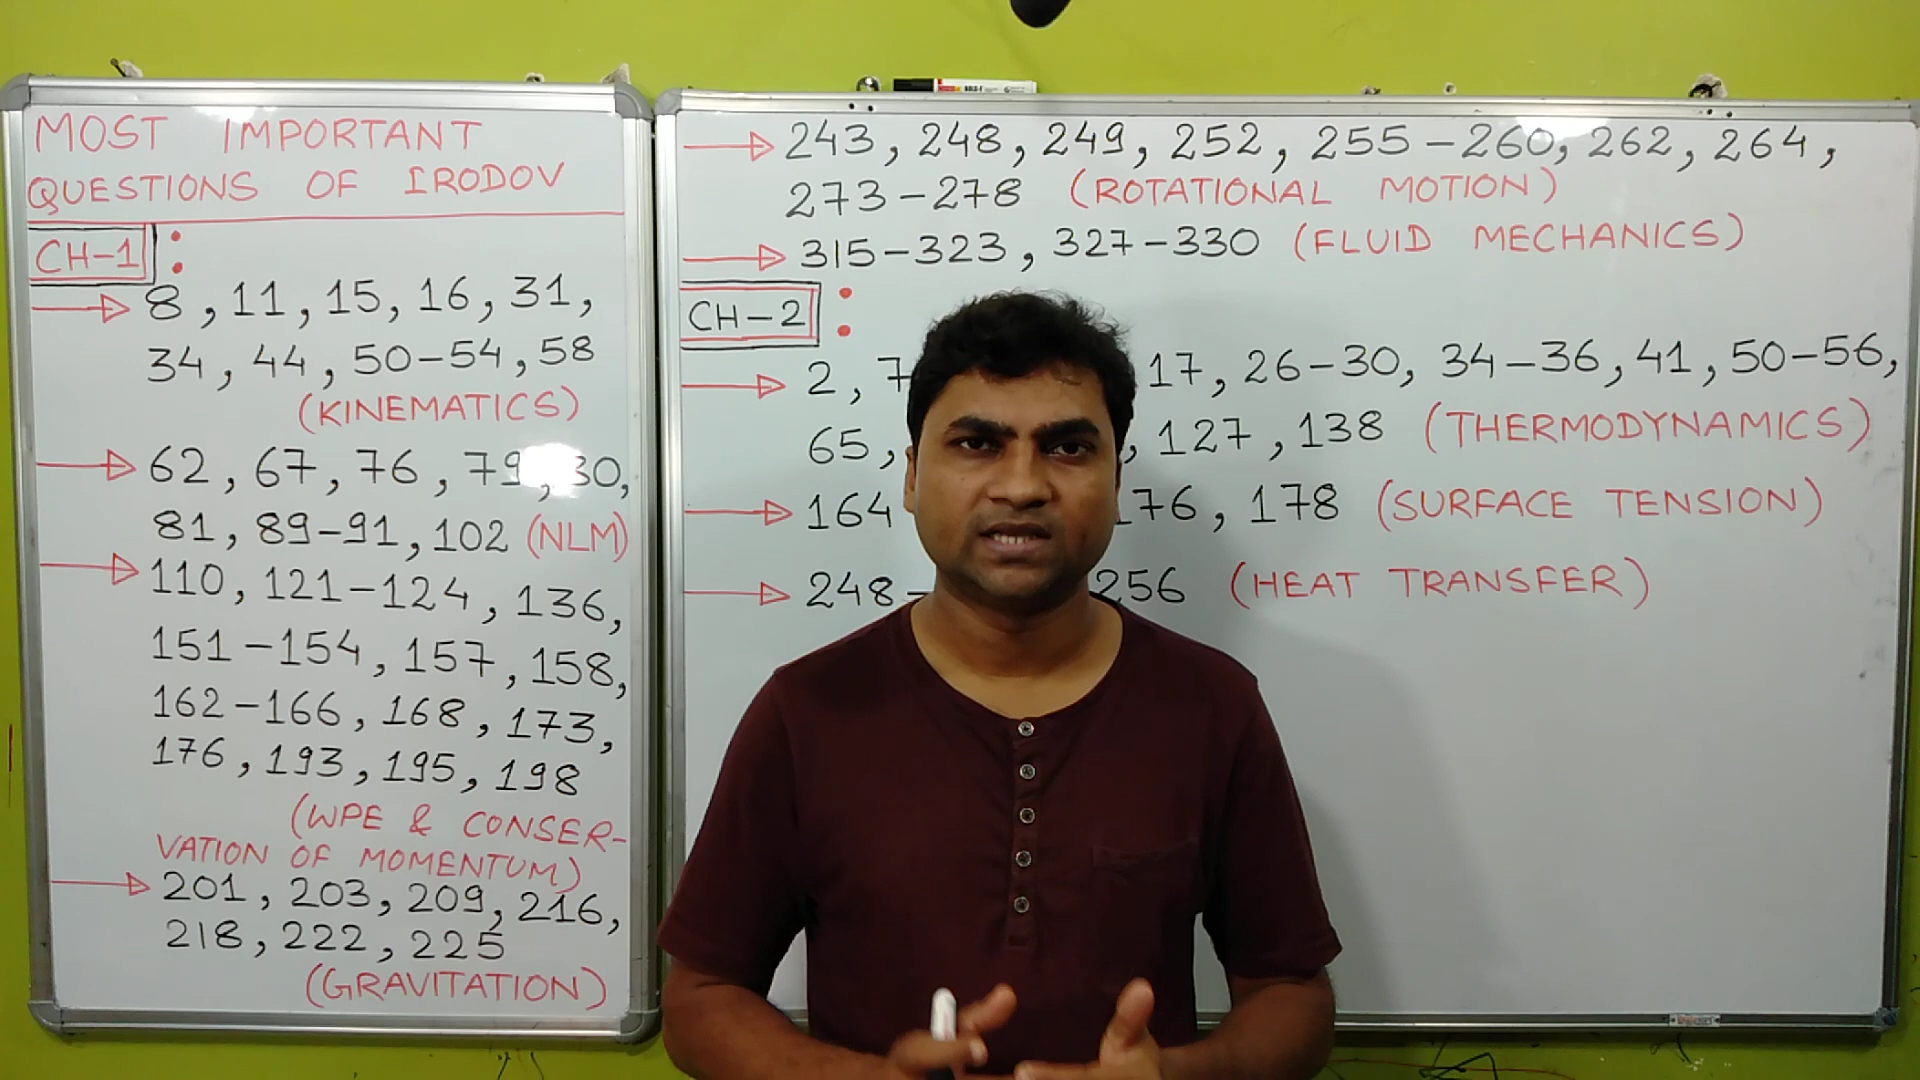 MOST IMPORTANT
QUESTIONS OF IRODOV
CH-1 :
→ 8, 11, 15, 16, 31,
34, 44, 50-54, 58
(KINEMATICS)
→ 62, 67, 76, 79,
81, 89-91, 102 (NLM)
→ 110, 121-124, 136,
151-154, 157, 158,
162-166, 168, 173,
176, 193, 195, 198
(WPE & CONSER-
VATION OF MOMENTUM)
→ 201, 203, 209, 216,
218, 222, 225
(GRAVITATION)
→ 243, 248, 249, 252, 255-260, 262, 264,
273-278 (ROTATIONAL MOTION)
→ 315-323, 327-330 (FLUID MECHANICS)
CH-2 :
→ 2, 7 17, 26-30, 34-36, 41, 50-56,
65, , 127, 138 (THERMODYNAMICS)
→ 164 176, 178 (SURFACE TENSION)
→ 248- 256 (HEAT TRANSFER)